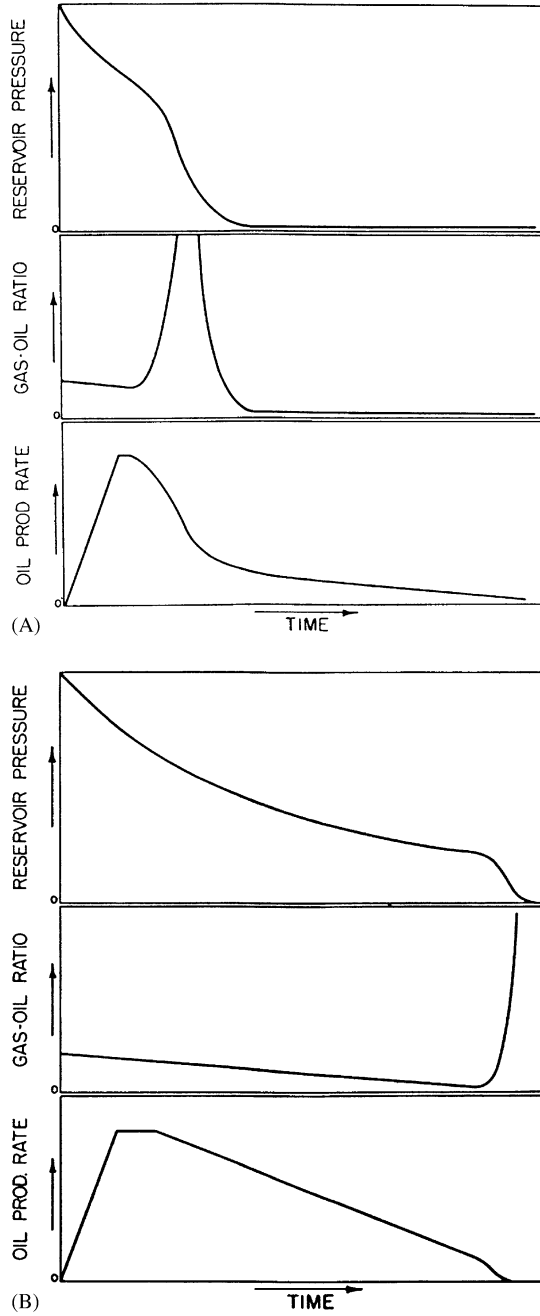 RESERVOIR PRESSURE
0
GAS-OIL RATIO
0
OIL PROD RATE
0
TIME
(A)
RESERVOIR PRESSURE
0
GAS-OIL RATIO
0
OIL PROD. RATE
0
TIME
(B)